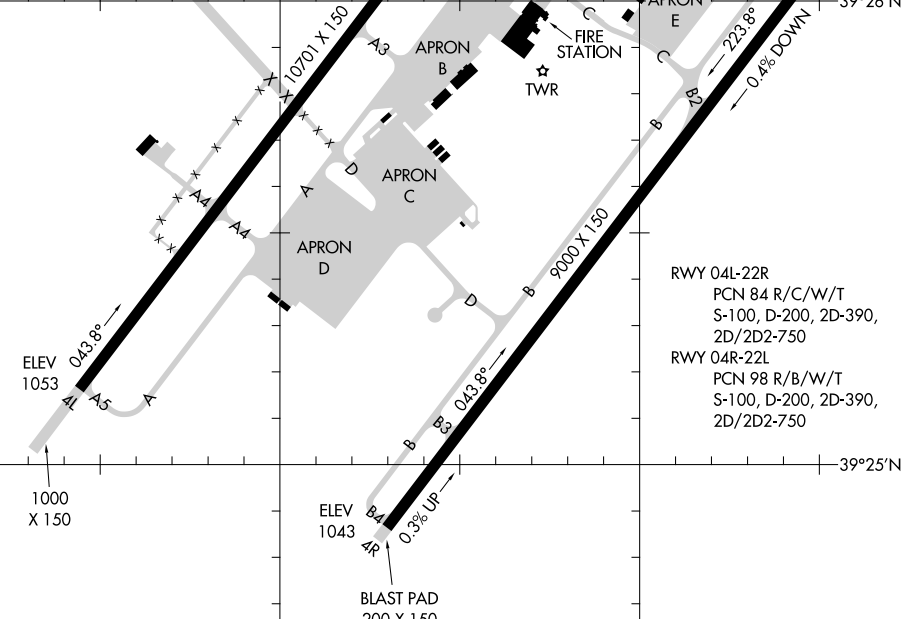 39°26'N
APRON
E
C
FIRE
STATION
TWR
223.8°
0.4% DOWN
10701 X 150
A3
APRON
B
C
B2
B
X X X X X
X X X X X X X X
D
A
APRON
C
A4
A4
APRON
D
9000 X 150
B
D
RWY 04L-22R
PCN 84 R/C/W/T
S-100, D-200, 2D-390,
2D/2D2-750
RWY 04R-22L
PCN 98 R/B/W/T
S-100, D-200, 2D-390,
2D/2D2-750
043.8°
ELEV
1053
4L
A5
A
043.8°
B3
B
39°25'N
1000
X 150
ELEV
1043
B4
4R
0.3% UP
BLAST PAD
200 X 150